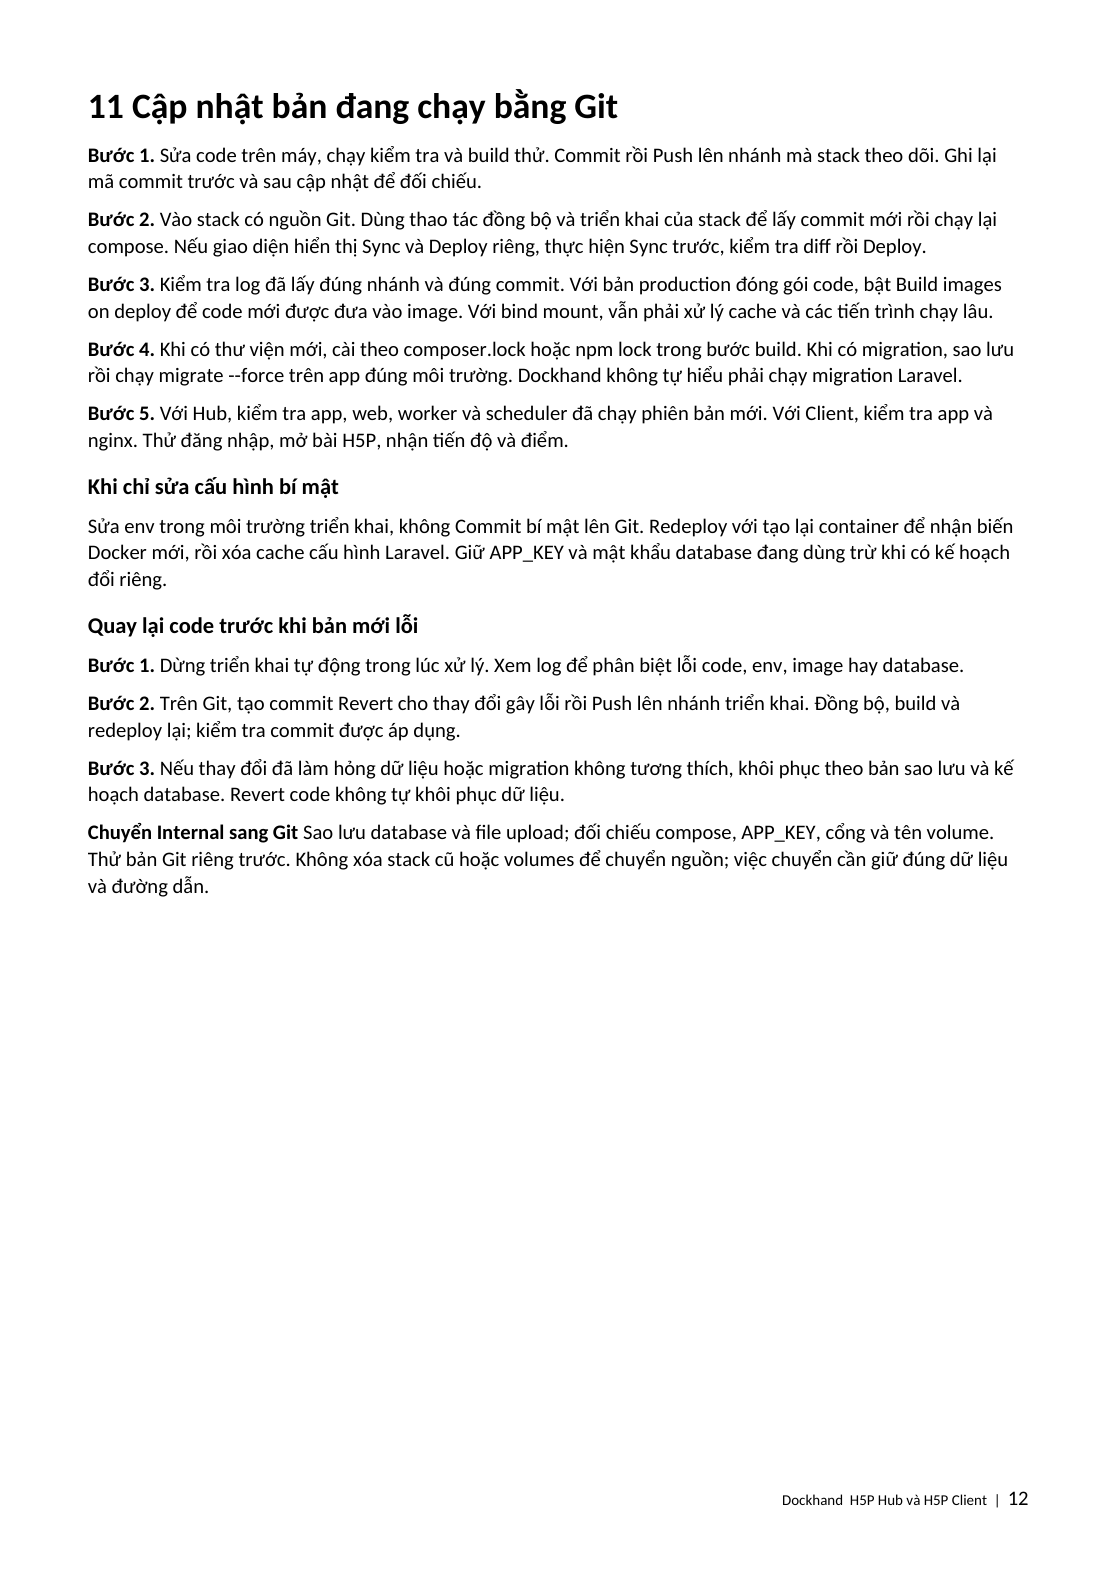 11 Cập nhật bản đang chạy bằng Git
Bước 1. Sửa code trên máy, chạy kiểm tra và build thử. Commit rồi Push lên nhánh mà stack theo dõi. Ghi lại
mã commit trước và sau cập nhật để đối chiếu.
Bước 2. Vào stack có nguồn Git. Dùng thao tác đồng bộ và triển khai của stack để lấy commit mới rồi chạy lại
compose. Nếu giao diện hiển thị Sync và Deploy riêng, thực hiện Sync trước, kiểm tra diff rồi Deploy.
Bước 3. Kiểm tra log đã lấy đúng nhánh và đúng commit. Với bản production đóng gói code, bật Build images
on deploy để code mới được đưa vào image. Với bind mount, vẫn phải xử lý cache và các tiến trình chạy lâu.
Bước 4. Khi có thư viện mới, cài theo composer.lock hoặc npm lock trong bước build. Khi có migration, sao lưu
rồi chạy migrate --force trên app đúng môi trường. Dockhand không tự hiểu phải chạy migration Laravel.
Bước 5. Với Hub, kiểm tra app, web, worker và scheduler đã chạy phiên bản mới. Với Client, kiểm tra app và
nginx. Thử đăng nhập, mở bài H5P, nhận tiến độ và điểm.
Khi chỉ sửa cấu hình bí mật
Sửa env trong môi trường triển khai, không Commit bí mật lên Git. Redeploy với tạo lại container để nhận biến
Docker mới, rồi xóa cache cấu hình Laravel. Giữ APP_KEY và mật khẩu database đang dùng trừ khi có kế hoạch
đổi riêng.
Quay lại code trước khi bản mới lỗi
Bước 1. Dừng triển khai tự động trong lúc xử lý. Xem log để phân biệt lỗi code, env, image hay database.
Bước 2. Trên Git, tạo commit Revert cho thay đổi gây lỗi rồi Push lên nhánh triển khai. Đồng bộ, build và
redeploy lại; kiểm tra commit được áp dụng.
Bước 3. Nếu thay đổi đã làm hỏng dữ liệu hoặc migration không tương thích, khôi phục theo bản sao lưu và kế
hoạch database. Revert code không tự khôi phục dữ liệu.
Chuyển Internal sang Git Sao lưu database và file upload; đối chiếu compose, APP_KEY, cổng và tên volume.
Thử bản Git riêng trước. Không xóa stack cũ hoặc volumes để chuyển nguồn; việc chuyển cần giữ đúng dữ liệu
và đường dẫn.
Dockhand H5P Hub và H5P Client | 12